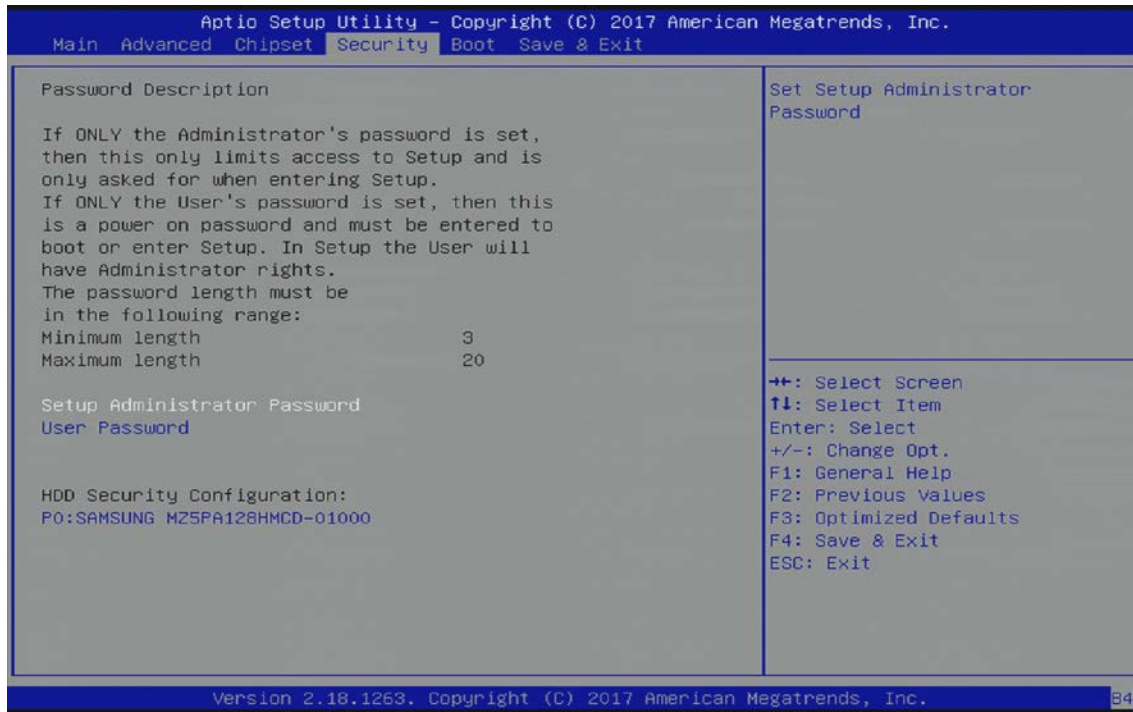 Aptio Setup Utility – Copyright (C) 2017 American Megatrends, Inc.
Main Advanced Chipset Security Boot Save & Exit
Password Description
If ONLY the Administrator's password is set,
then this only limits access to Setup and is
only asked for when entering Setup.
If ONLY the User's password is set, then this
is a power on password and must be entered to
boot or enter Setup. In Setup the User will
have Administrator rights.
The password length must be
in the following range:
Minimum length 3
Maximum length 20
Setup Administrator Password
User Password
HDD Security Configuration:
P0:SAMSUNG MZ5PA128HMCD-01000
Set Setup Administrator
Password
→←: Select Screen
↑↓: Select Item
Enter: Select
+/-: Change Opt.
F1: General Help
F2: Previous Values
F3: Optimized Defaults
F4: Save & Exit
ESC: Exit
Version 2.18.1263. Copyright (C) 2017 American Megatrends, Inc.
B4